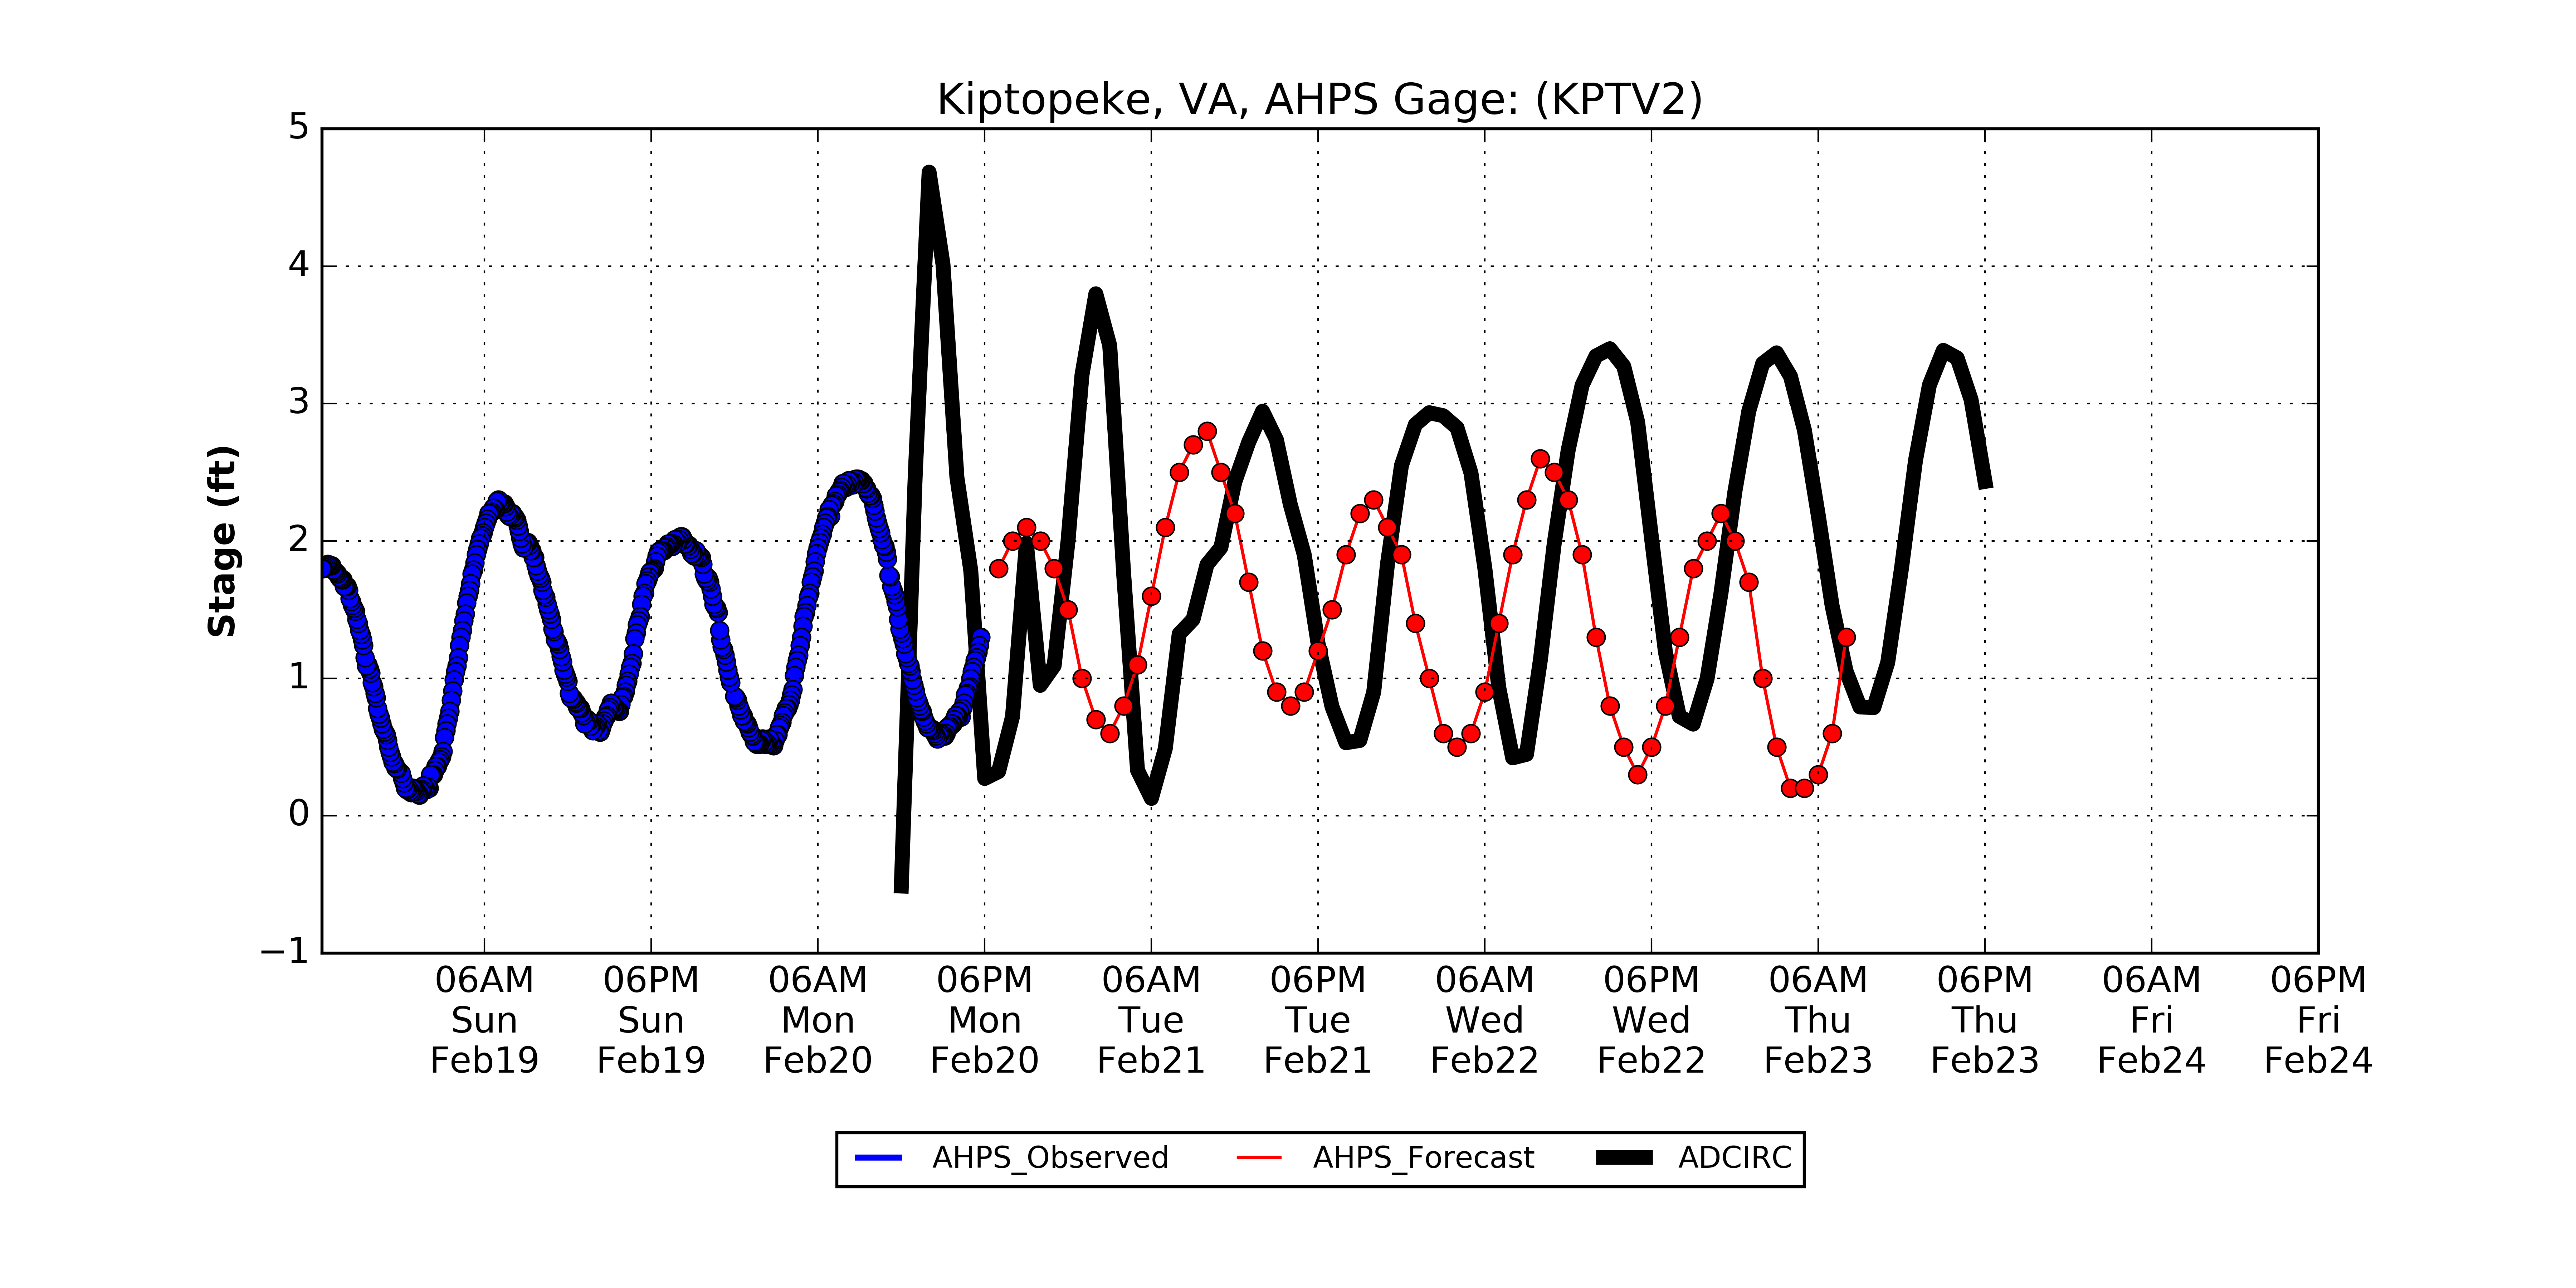 Kiptopeke, VA, AHPS Gage: (KPTV2)
5
4
3
2
1
0
−1
Stage (ft)
06AM 06PM 06AM 06PM 06AM 06PM 06AM 06PM 06AM 06PM 06AM 06PM
Sun Sun Mon Mon Tue Tue Wed Wed Thu Thu Fri Fri
Feb19 Feb19 Feb20 Feb20 Feb21 Feb21 Feb22 Feb22 Feb23 Feb23 Feb24 Feb24
AHPS_Observed AHPS_Forecast ADCIRC